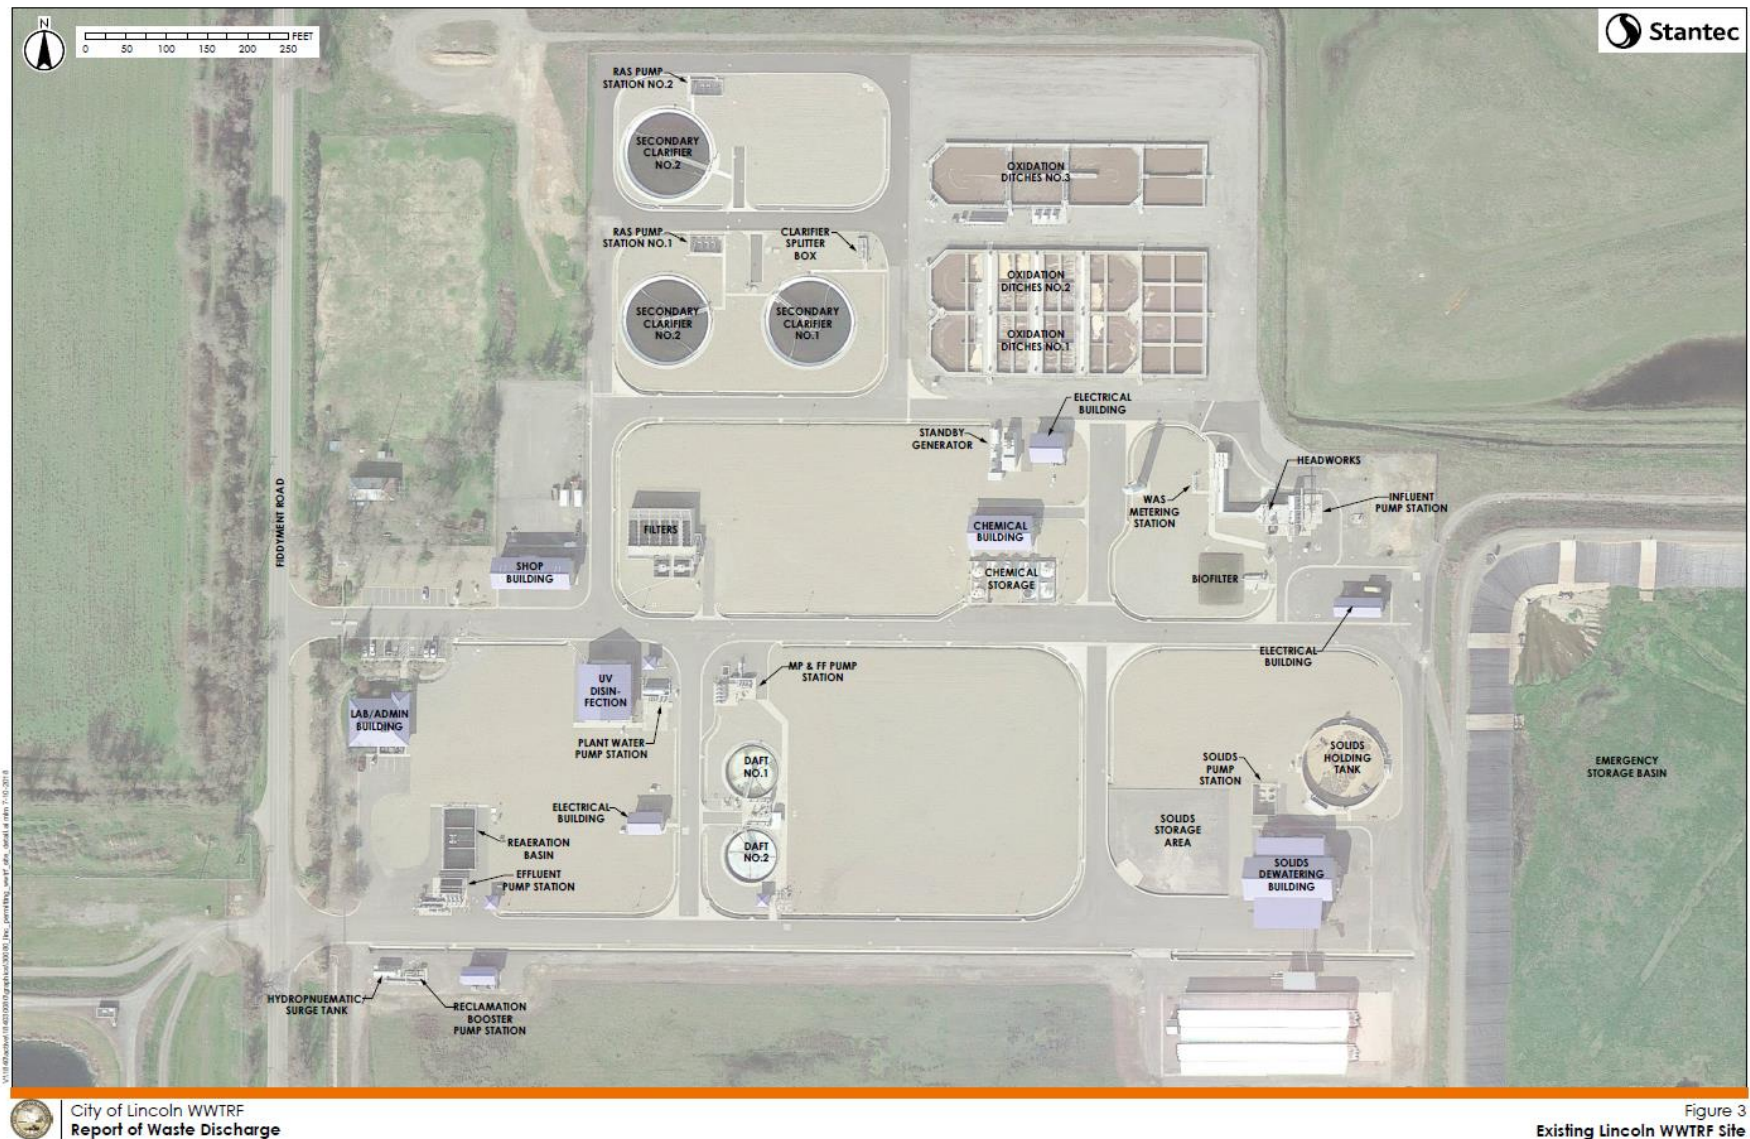 N
FEET
0 50 100 150 200 250
Stantec
RAS PUMP
STATION NO.2
SECONDARY
CLARIFIER
NO.2
OXIDATION
DITCHES NO.3
RAS PUMP
STATION NO.1
CLARIFIER
SPLITTER
BOX
OXIDATION
DITCHES NO.2
SECONDARY
CLARIFIER
NO.2
SECONDARY
CLARIFIER
NO.1
OXIDATION
DITCHES NO.1
ELECTRICAL
BUILDING
STANDBY
GENERATOR
HEADWORKS
INFLUENT
PUMP STATION
WAS
METERING
STATION
FIDDYMENT ROAD
FILTERS
CHEMICAL
BUILDING
SHOP
BUILDING
CHEMICAL
STORAGE
BIOFILTER
ELECTRICAL
BUILDING
MP & FF PUMP
STATION
UV
DISIN-
FECTION
LAB/ADMIN
BUILDING
PLANT WATER
PUMP STATION
SOLIDS
HOLDING
TANK
SOLIDS
PUMP
STATION
EMERGENCY
STORAGE BASIN
DAFT
NO.1
ELECTRICAL
BUILDING
SOLIDS
STORAGE
AREA
REAERATION
BASIN
DAFT
NO.2
SOLIDS
DEWATERING
BUILDING
EFFLUENT
PUMP STATION
HYDROPNUEMATIC
SURGE TANK
RECLAMATION
BOOSTER
PUMP STATION
City of Lincoln WWTRF
Report of Waste Discharge
Figure 3
Existing Lincoln WWTRF Site